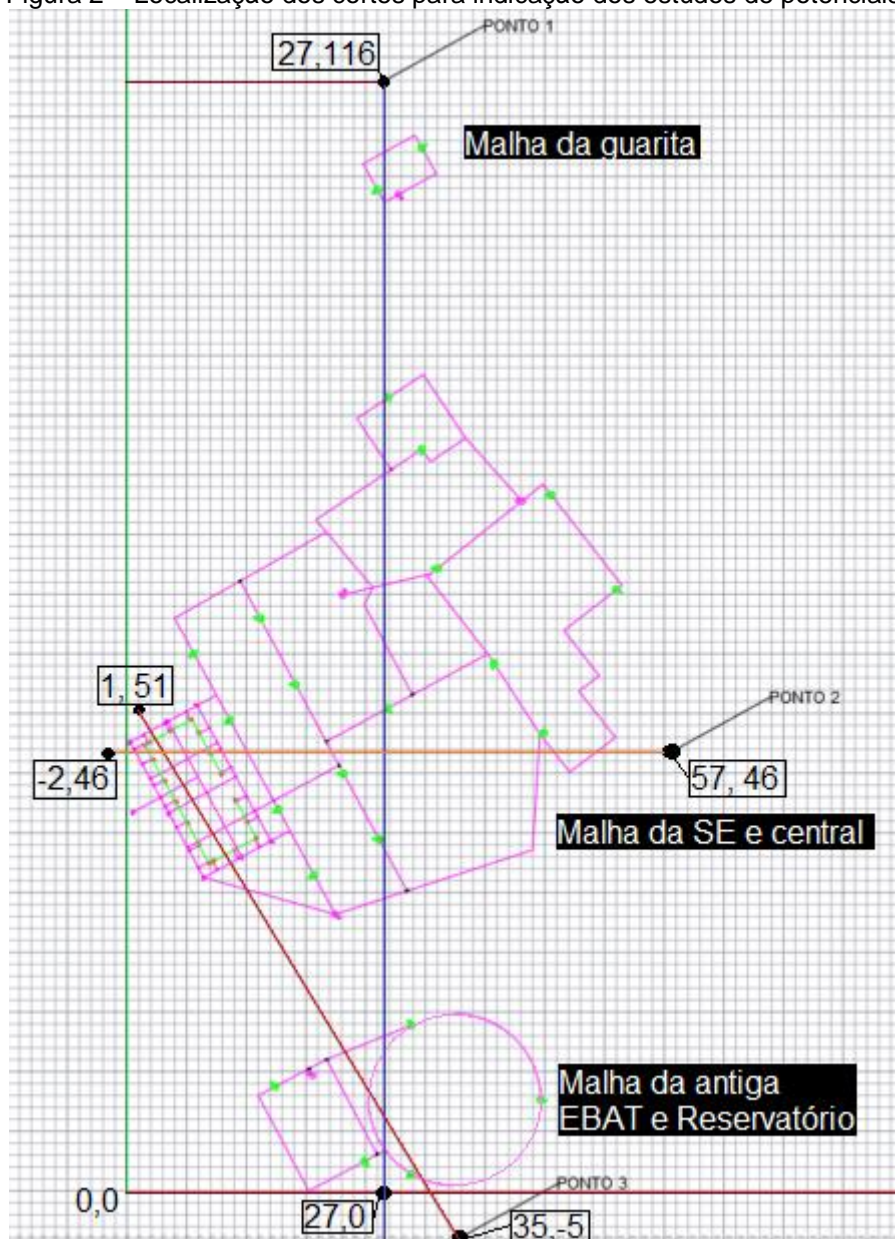 Figura 2 – Localização dos cortes para indicação dos estudos de potenciais
PONTO 1
27,116
Malha da guarita
1, 51
PONTO 2
-2,46
57, 46
Malha da SE e central
Malha da antiga
EBAT e Reservatório
PONTO 3
0,0
27,0
35,-5